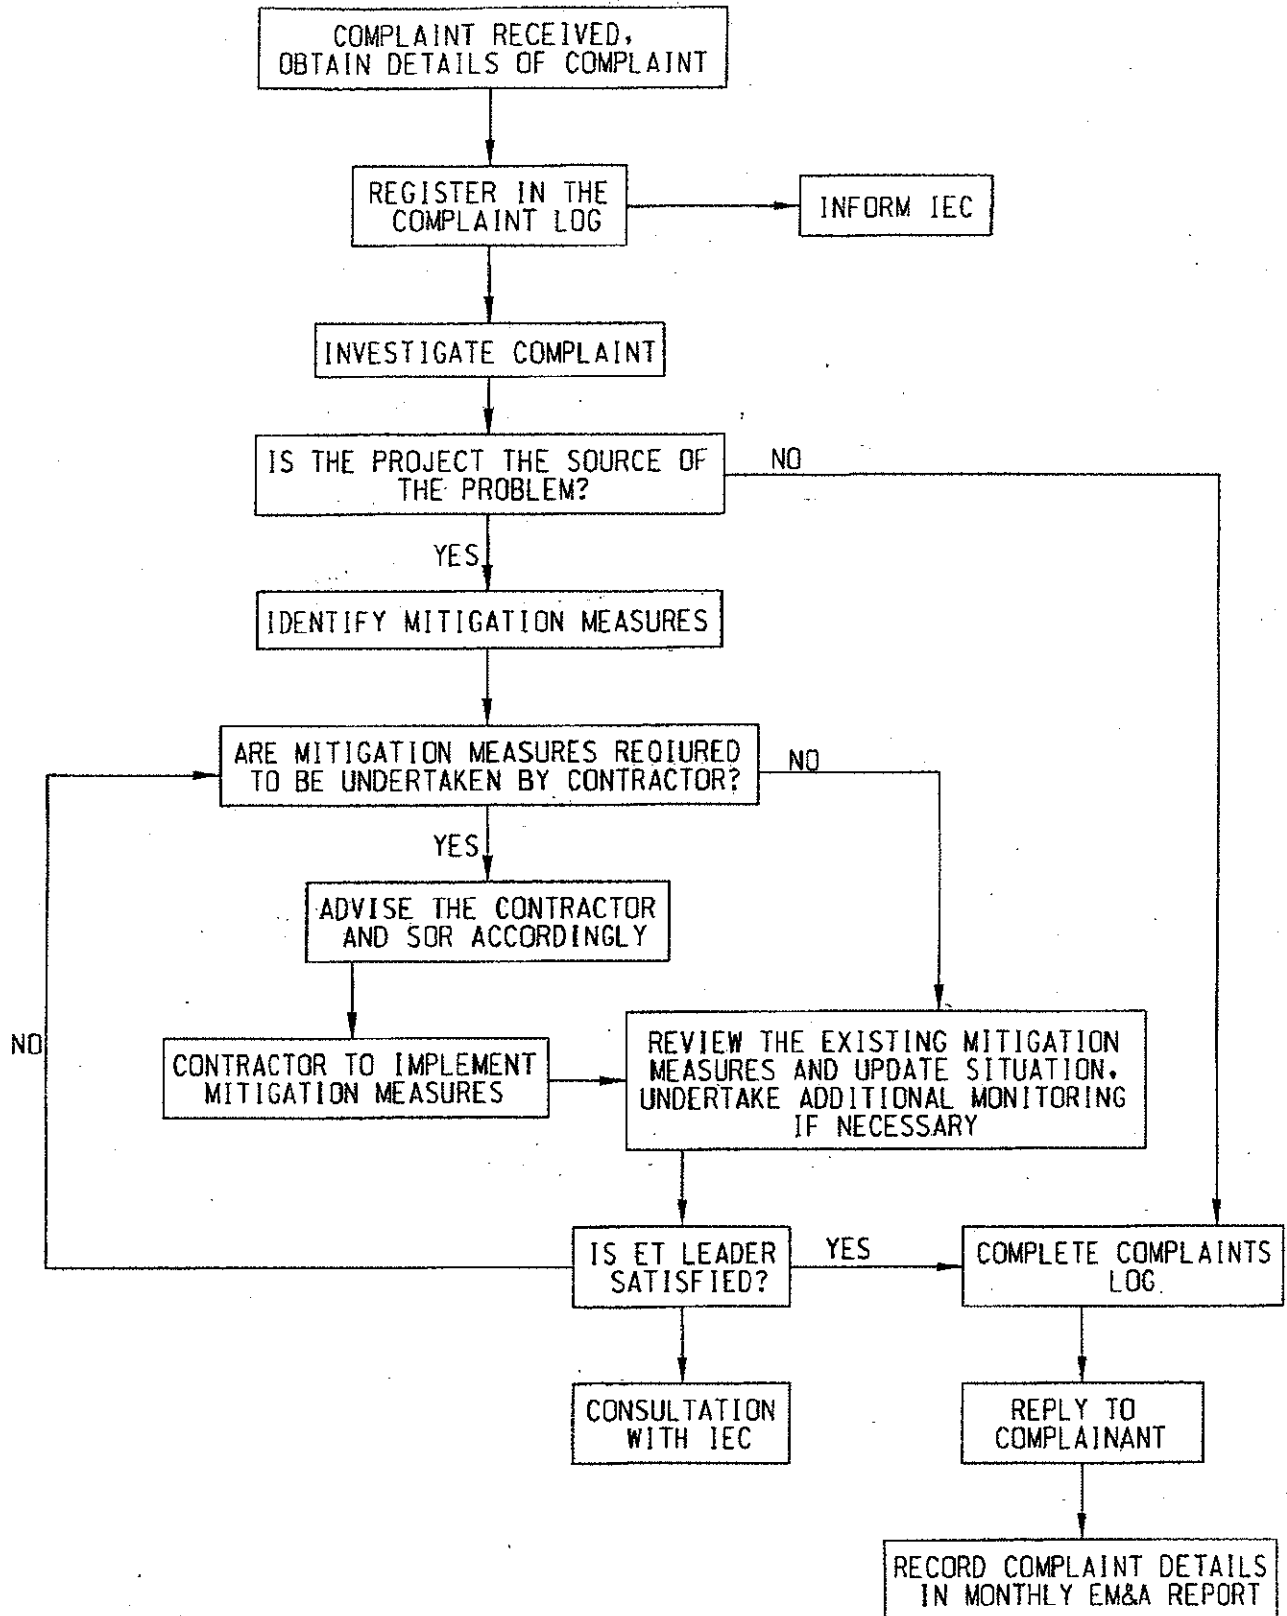 COMPLAINT RECEIVED,
OBTAIN DETAILS OF COMPLAINT
REGISTER IN THE
COMPLAINT LOG
INFORM IEC
INVESTIGATE COMPLAINT
IS THE PROJECT THE SOURCE OF
THE PROBLEM?
NO
YES
IDENTIFY MITIGATION MEASURES
ARE MITIGATION MEASURES REQIURED
TO BE UNDERTAKEN BY CONTRACTOR?
NO
YES
ADVISE THE CONTRACTOR
AND SOR ACCORDINGLY
NO
CONTRACTOR TO IMPLEMENT
MITIGATION MEASURES
REVIEW THE EXISTING MITIGATION
MEASURES AND UPDATE SITUATION.
UNDERTAKE ADDITIONAL MONITORING
IF NECESSARY
IS ET LEADER
SATISFIED?
YES
COMPLETE COMPLAINTS
LOG
CONSULTATION
WITH IEC
REPLY TO
COMPLAINANT
RECORD COMPLAINT DETAILS
IN MONTHLY EM&A REPORT